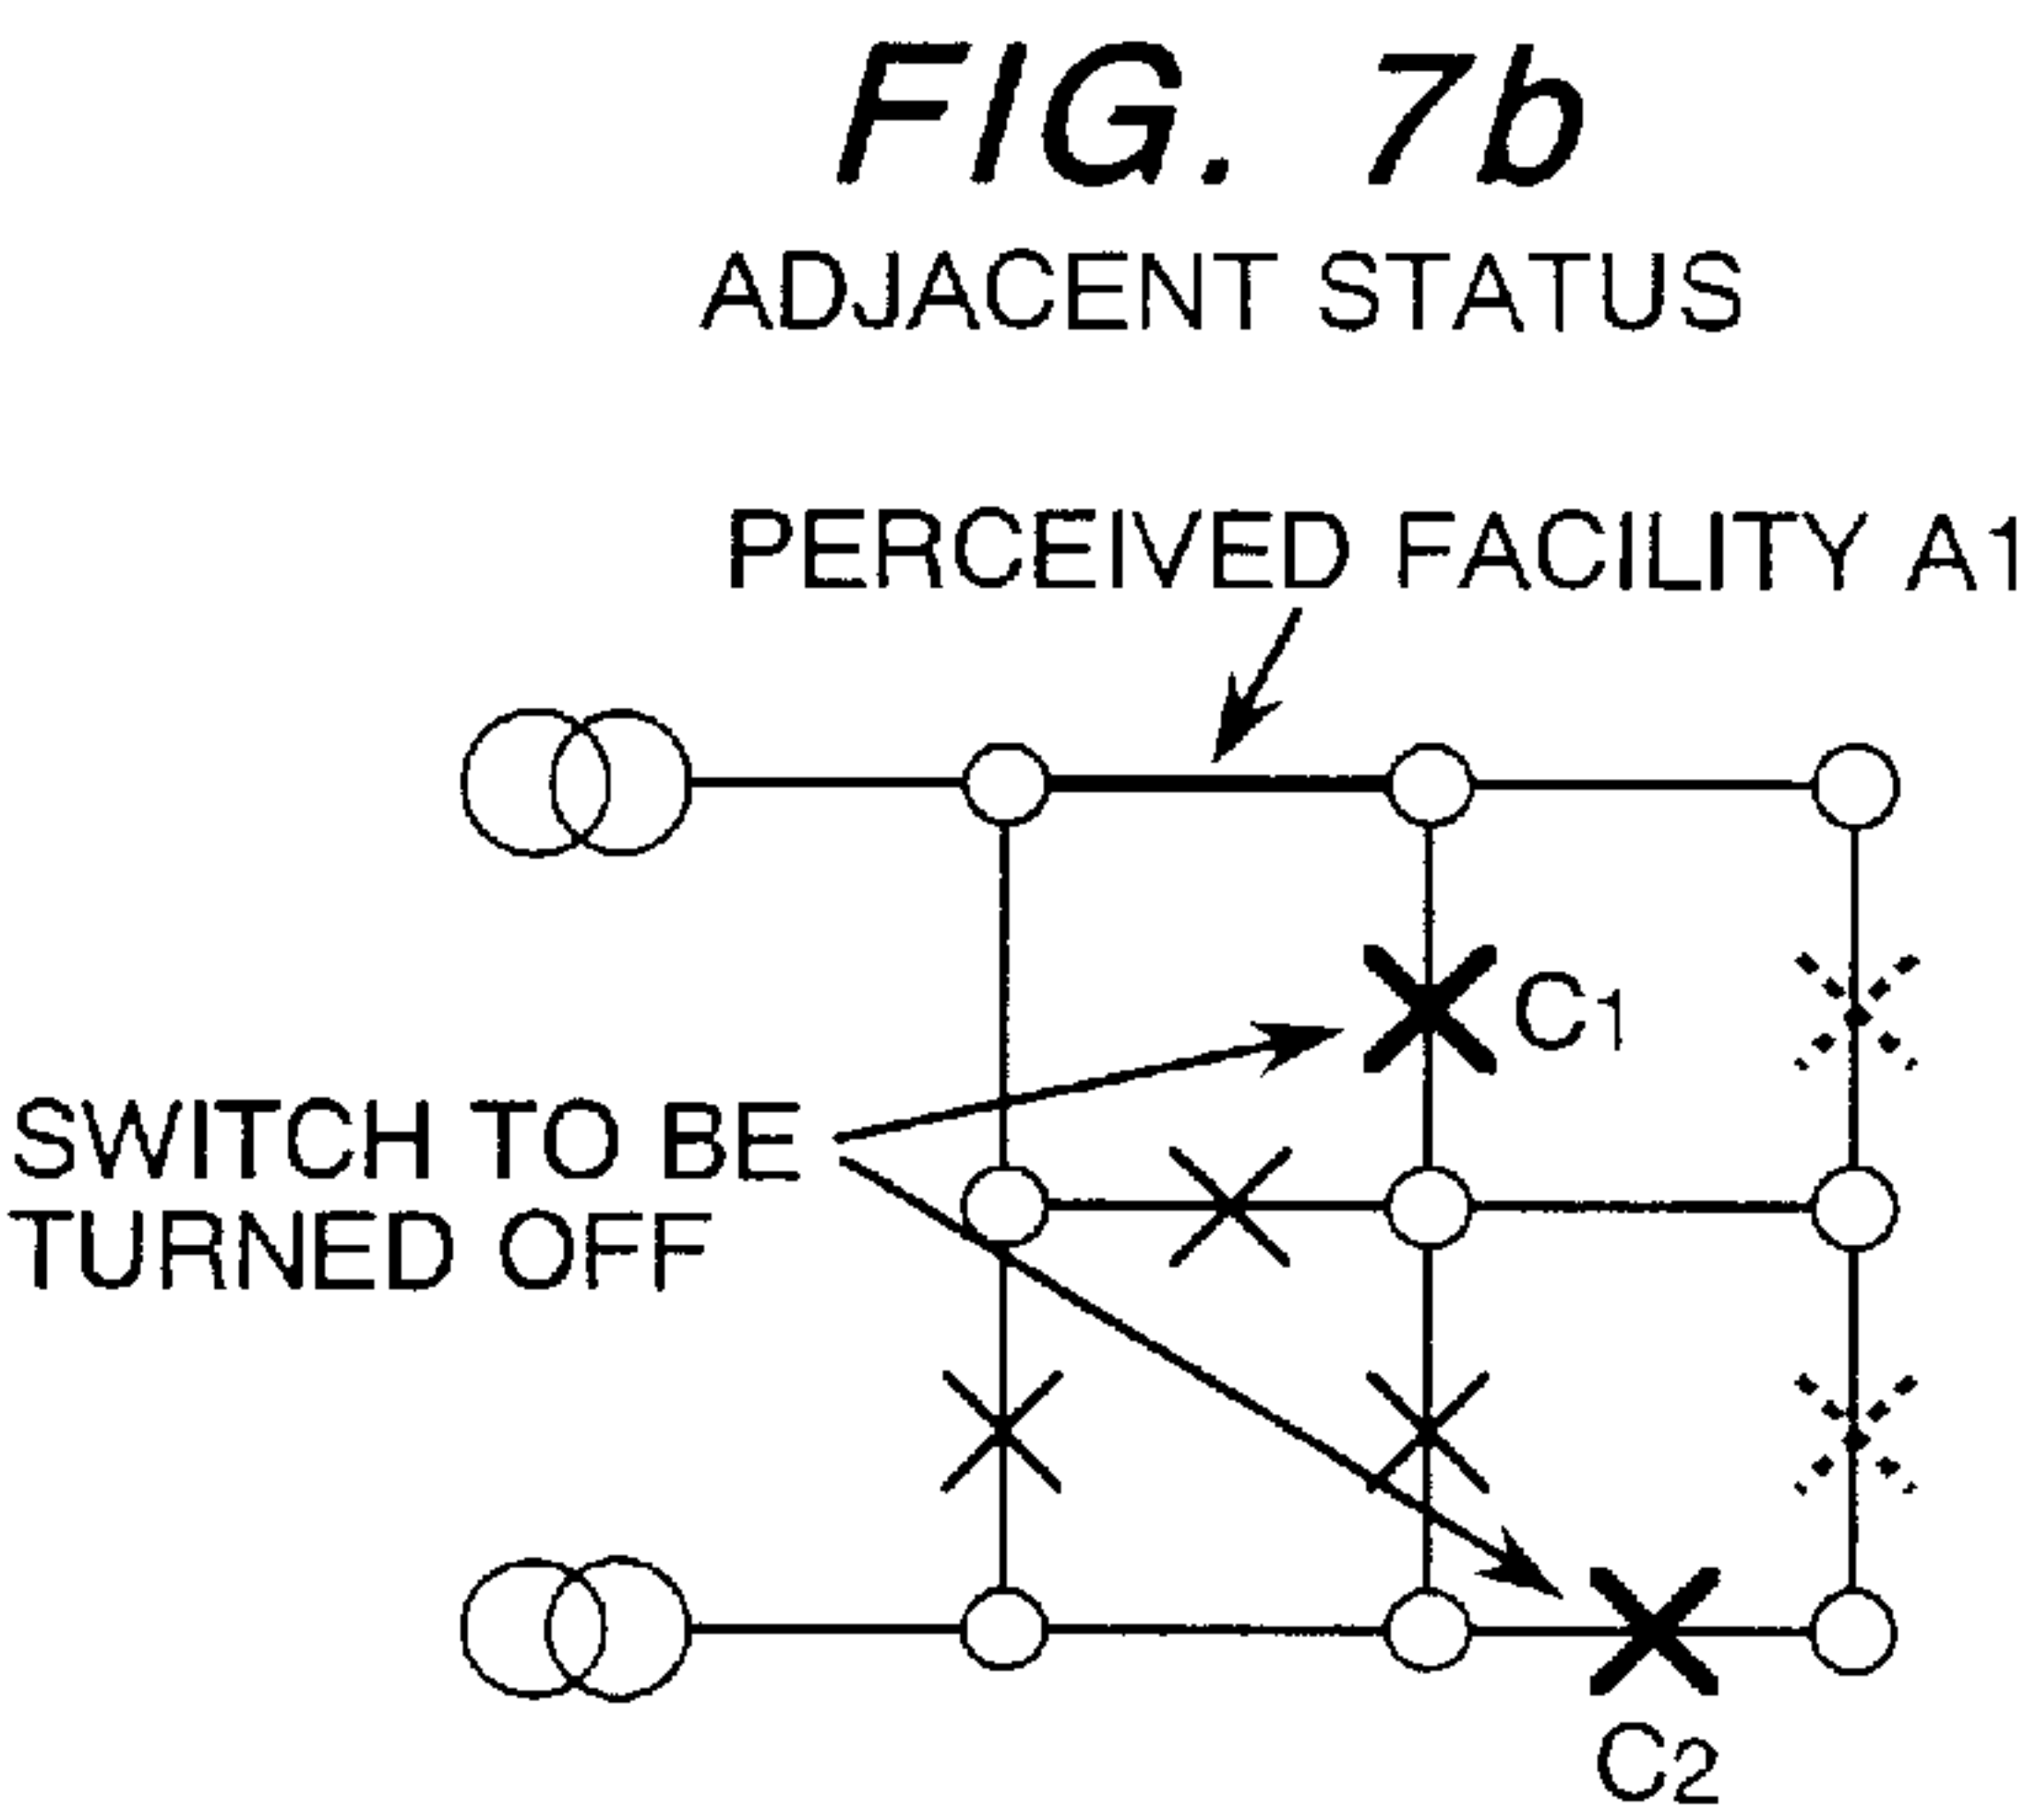 FIG. 7b
ADJACENT STATUS
PERCEIVED FACILITY A1
C1
SWITCH TO BE
TURNED OFF
C2